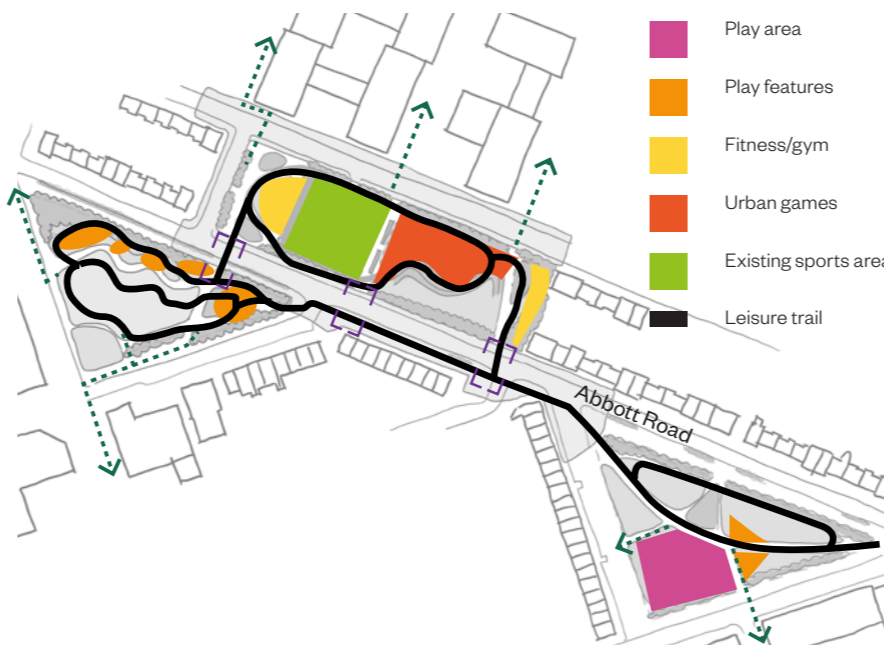 Play area
Play features
Fitness/gym
Urban games
Existing sports area
Leisure trail
Abbott Road